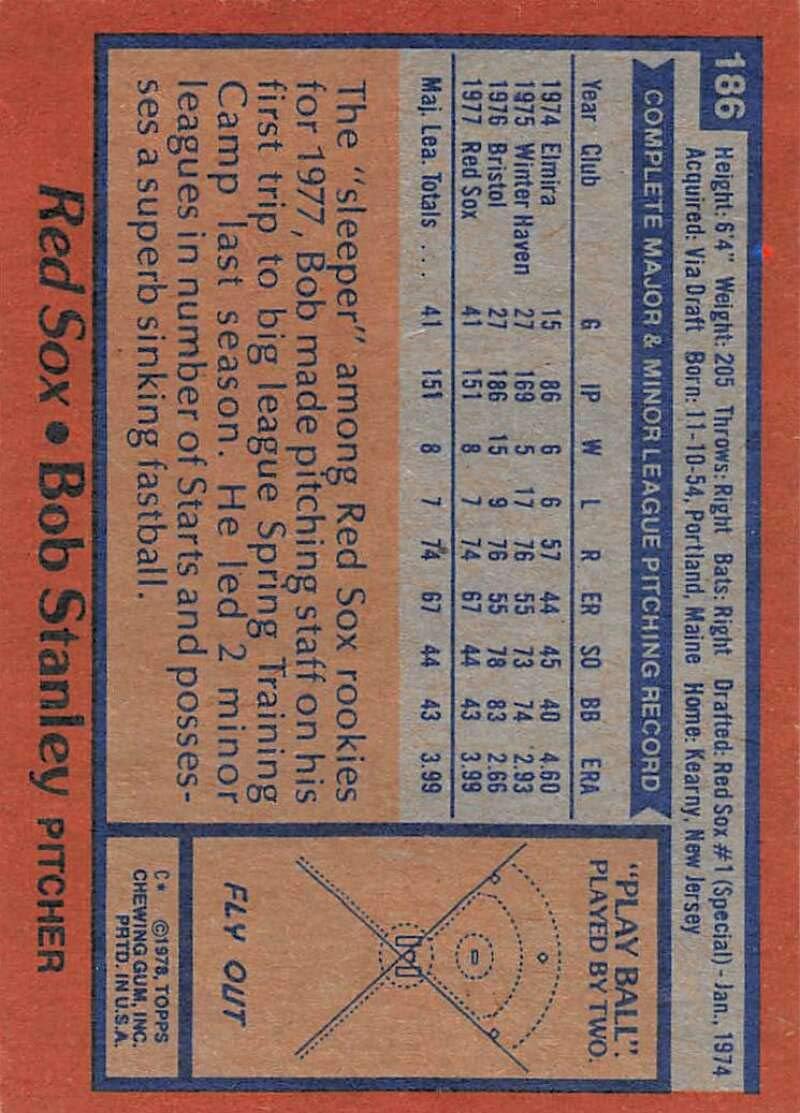 186
Height: 6'4" Weight: 205 Throws: Right Bats: Right Drafted: Red Sox #1 (Special) - Jan., 1974
Acquired: Via Draft Born: 11-10-54, Portland, Maine Home: Kearny, New Jersey
COMPLETE MAJOR & MINOR LEAGUE PITCHING RECORD
Year Club G IP W L R ER SO BB ERA
1974 Elmira 15 86 6 6 57 44 45 40 4.60
1975 Winter Haven 27 169 5 17 76 55 73 74 2.93
1976 Bristol 27 186 15 9 76 55 78 83 2.66
1977 Red Sox 41 151 8 7 74 67 44 43 3.99
Maj. Lea. Totals .... 41 151 8 7 74 67 44 43 3.99
The "sleeper" among Red Sox rookies
for 1977, Bob made pitching staff on his
first trip to big league Spring Training
Camp last season. He led 2 minor
leagues in number of Starts and posses-
ses a superb sinking fastball.
"PLAY BALL".
PLAYED BY TWO.
FLY OUT
C* ©1978, TOPPS
CHEWING GUM, INC.
PRTD. IN U.S.A.
Red Sox • Bob Stanley PITCHER